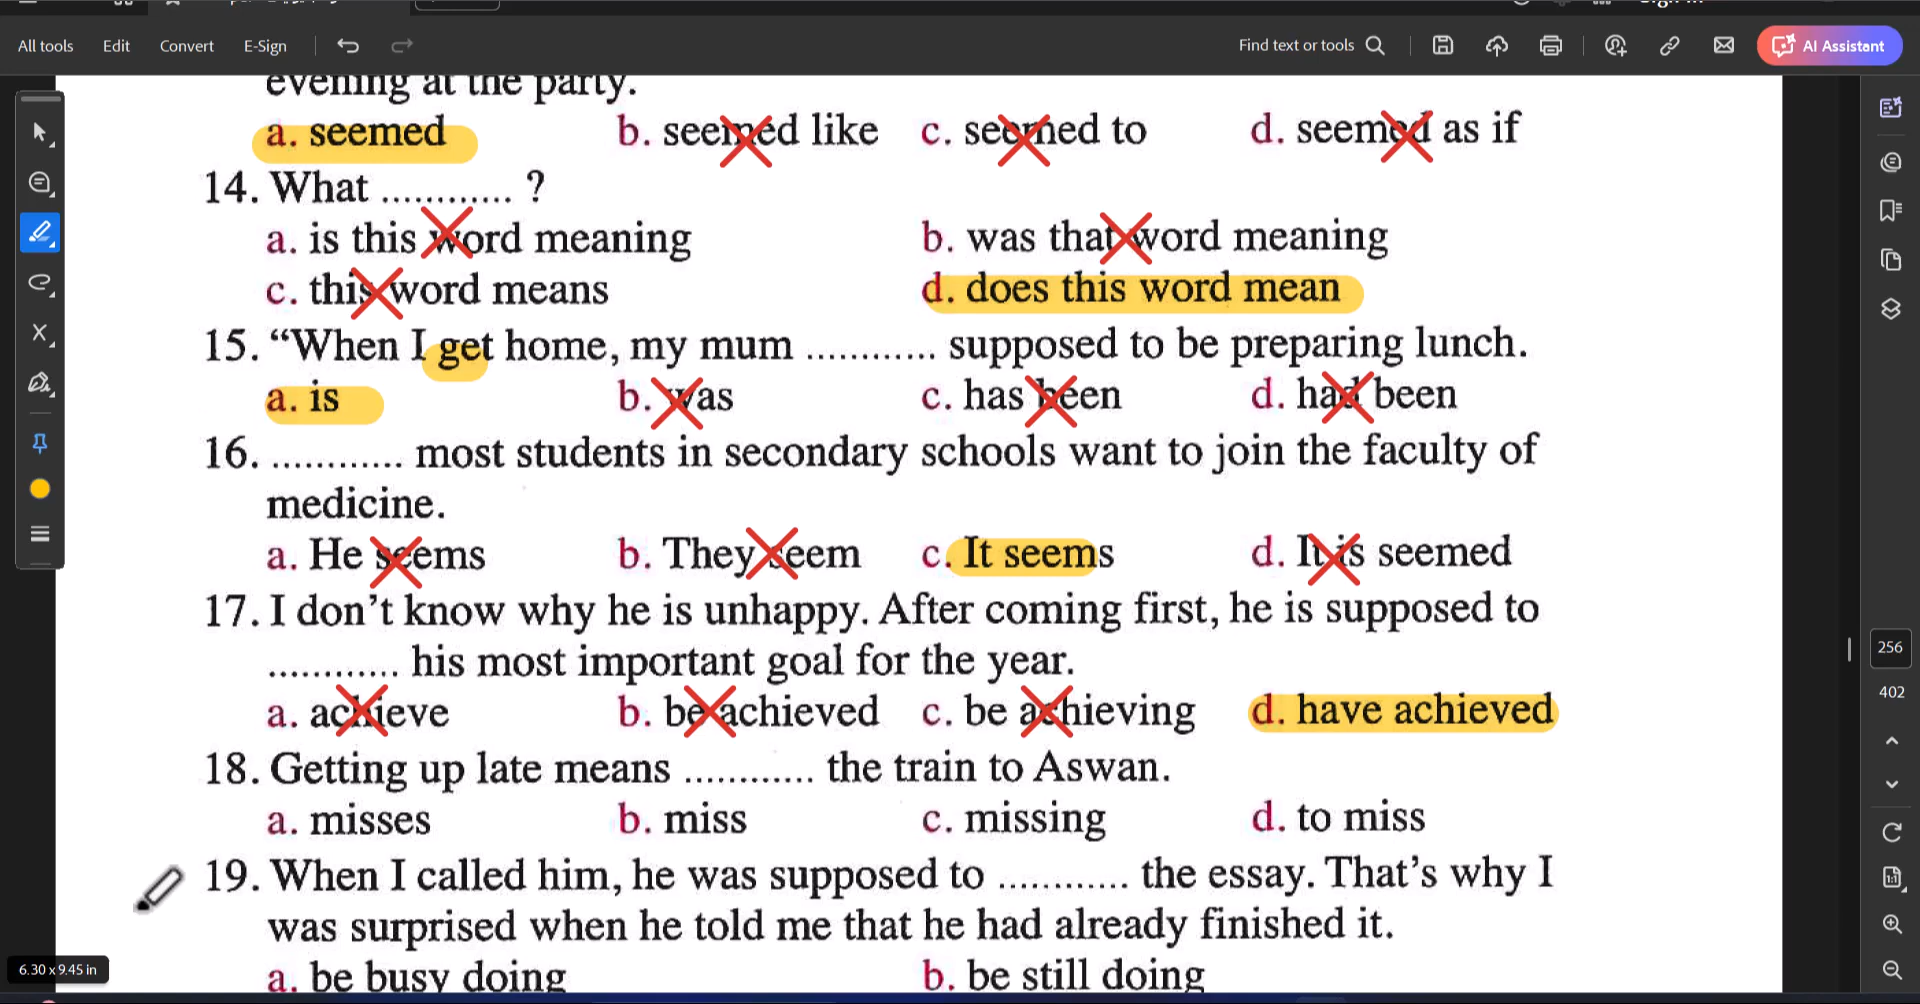 All tools Edit Convert E-Sign Find text or tools AI Assistant
evening at the party.
a. seemed b. seemed like c. seemed to d. seemed as if
14. What ............ ?
a. is this word meaning b. was that word meaning
c. this word means d. does this word mean
15. “When I get home, my mum ............ supposed to be preparing lunch.
a. is b. was c. has been d. had been
16. ............ most students in secondary schools want to join the faculty of
medicine.
a. He seems b. They seem c. It seems d. It is seemed
17. I don’t know why he is unhappy. After coming first, he is supposed to
............ his most important goal for the year.
256
402
a. achieve b. be achieved c. be achieving d. have achieved
18. Getting up late means ............ the train to Aswan.
a. misses b. miss c. missing d. to miss
19. When I called him, he was supposed to ............ the essay. That’s why I
was surprised when he told me that he had already finished it.
6.30 x 9.45 in
a. be busy doing b. be still doing